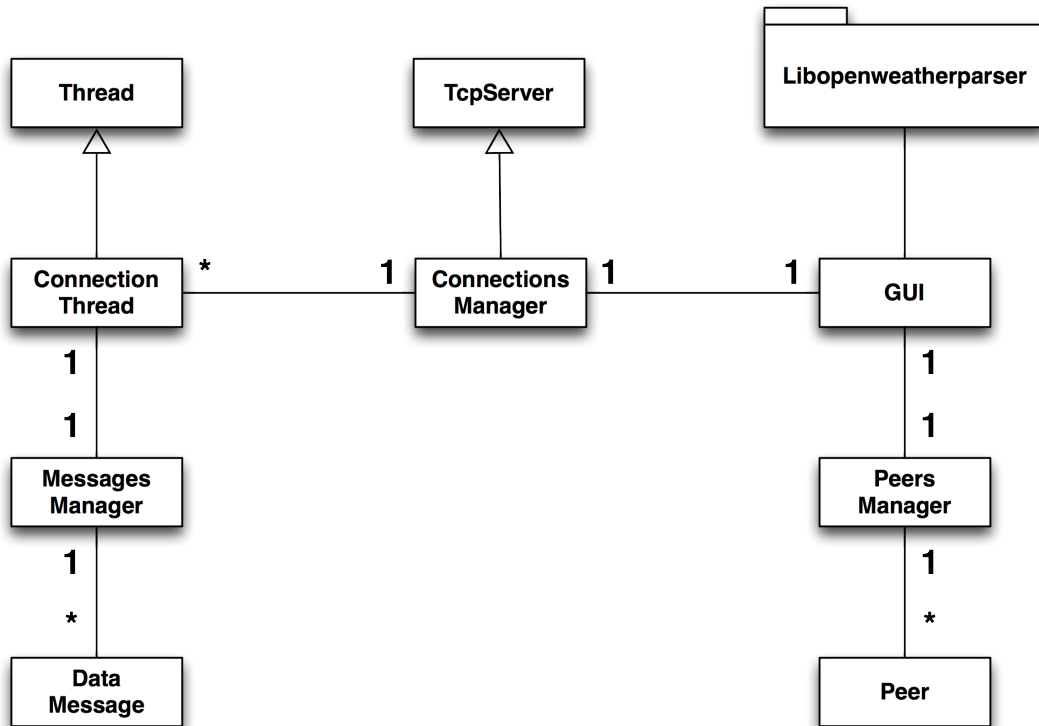 Libopenweatherparser
Thread
TcpServer
Connection
Thread
*
1
Connections
Manager
1
1
GUI
1
1
1
1
Messages
Manager
Peers
Manager
1
1
*
*
Data
Message
Peer